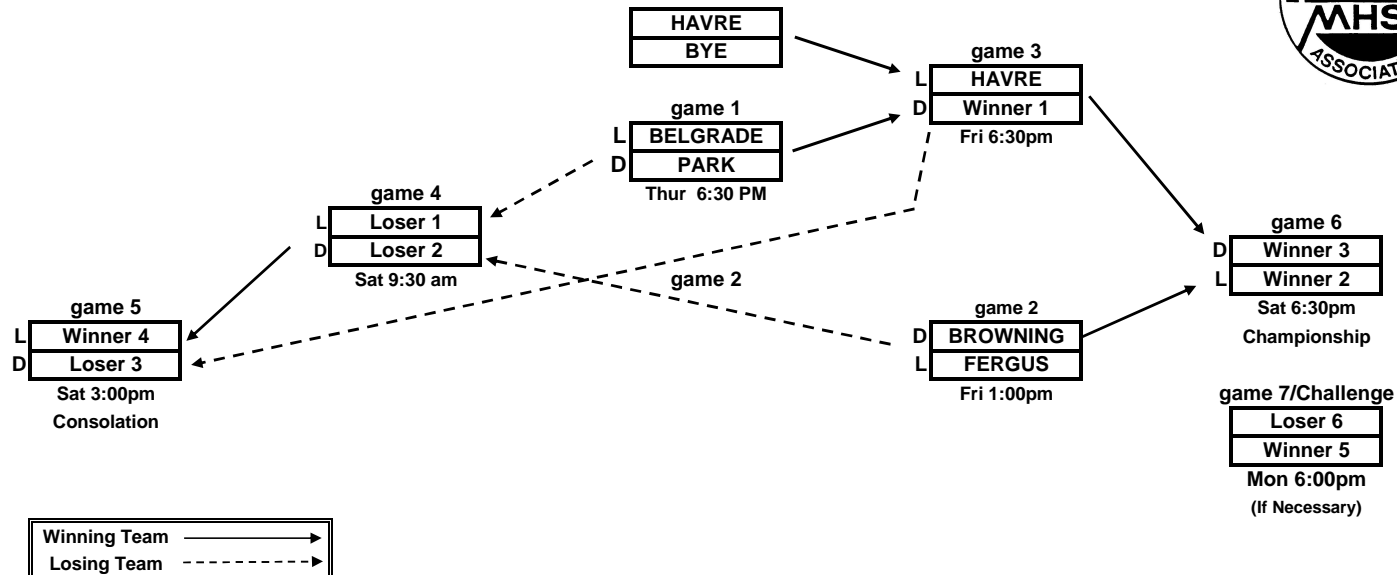 HAVRE
BYE
MHS
ASSOCIAT
game 3
L HAVRE
D Winner 1
Fri 6:30pm
game 1
L BELGRADE
D PARK
Thur 6:30 PM
game 4
L Loser 1
D Loser 2
Sat 9:30 am
game 2
game 6
D Winner 3
L Winner 2
Sat 6:30pm
Championship
game 5
L Winner 4
D Loser 3
Sat 3:00pm
Consolation
game 2
D BROWNING
L FERGUS
Fri 1:00pm
game 7/Challenge
Loser 6
Winner 5
Mon 6:00pm
(If Necessary)
Winning Team
Losing Team